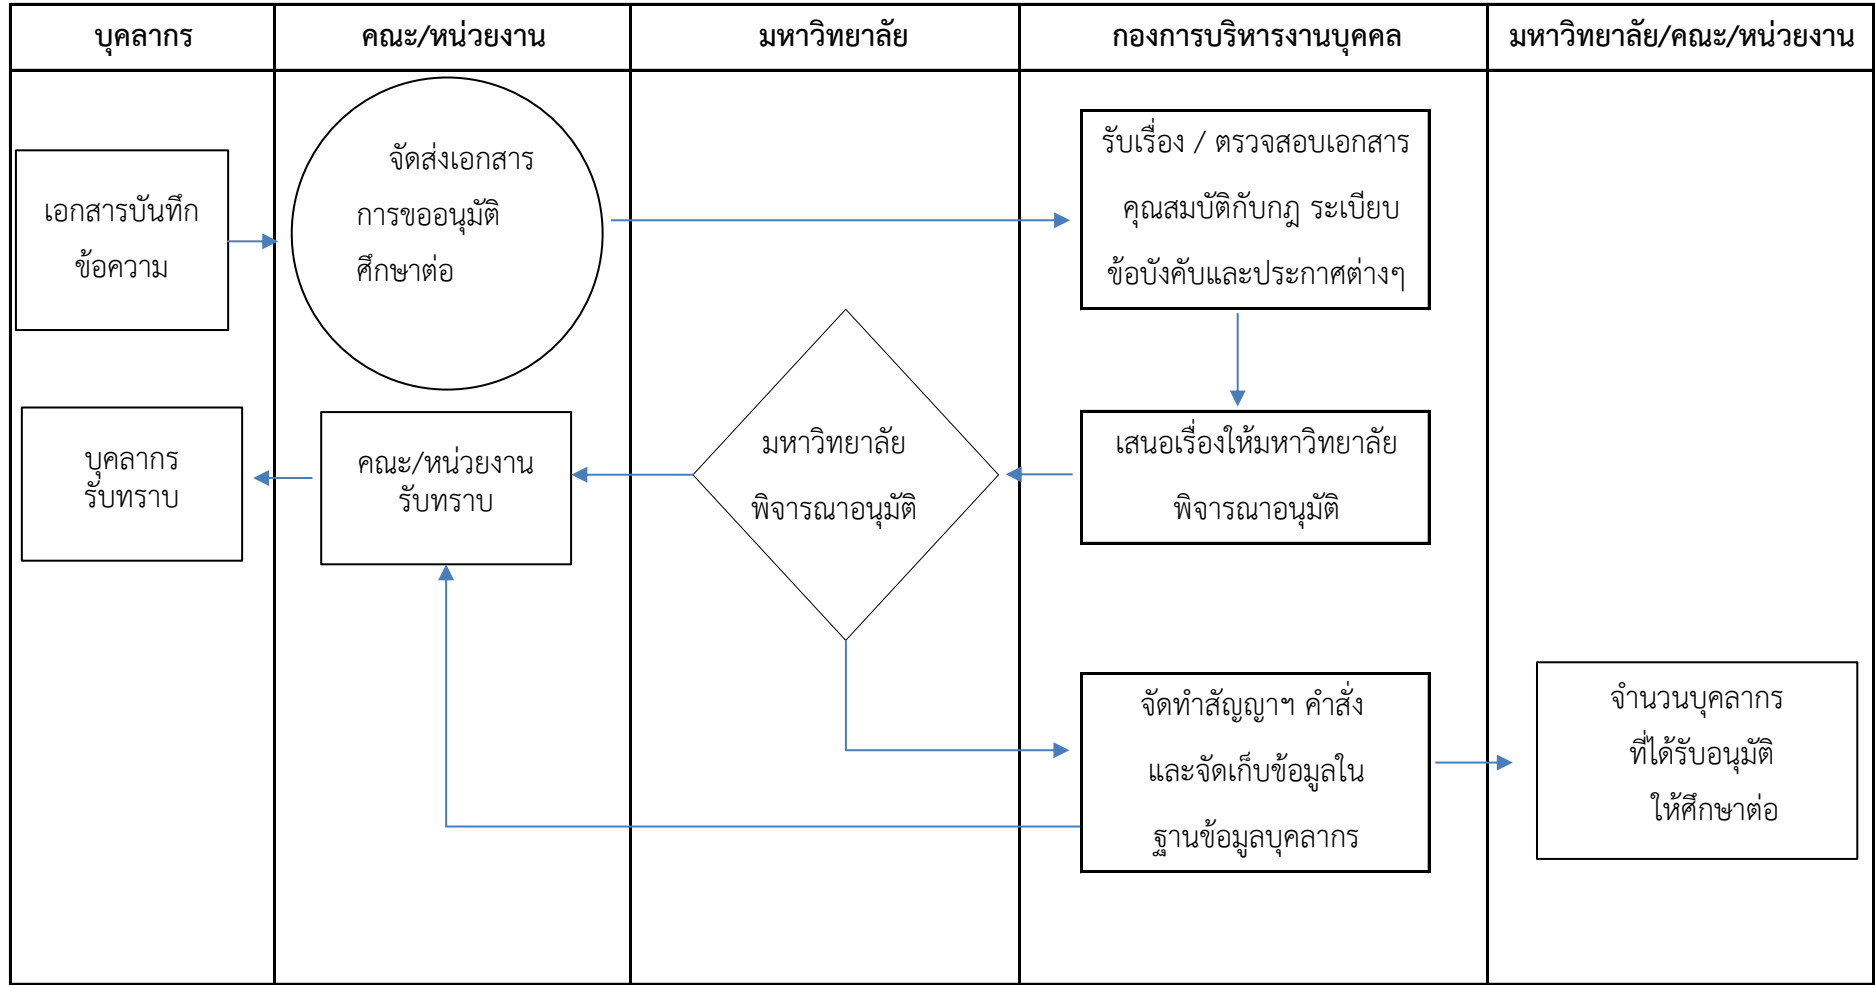 บุคลากร
คณะ/หน่วยงาน
มหาวิทยาลัย
กองการบริหารงานบุคคล
มหาวิทยาลัย/คณะ/หน่วยงาน
เอกสารบันทึก
ข้อความ
จัดส่งเอกสาร
การขออนุมัติ
ศึกษาต่อ
รับเรื่อง / ตรวจสอบเอกสาร
คุณสมบัติกับกฎ ระเบียบ
ข้อบังคับและประกาศต่างๆ
บุคลากร
รับทราบ
คณะ/หน่วยงาน
รับทราบ
มหาวิทยาลัย
พิจารณาอนุมัติ
เสนอเรื่องให้มหาวิทยาลัย
พิจารณาอนุมัติ
จัดทำสัญญาฯ คำสั่ง
และจัดเก็บข้อมูลใน
ฐานข้อมูลบุคลากร
จำนวนบุคลากร
ที่ได้รับอนุมัติ
ให้ศึกษาต่อ